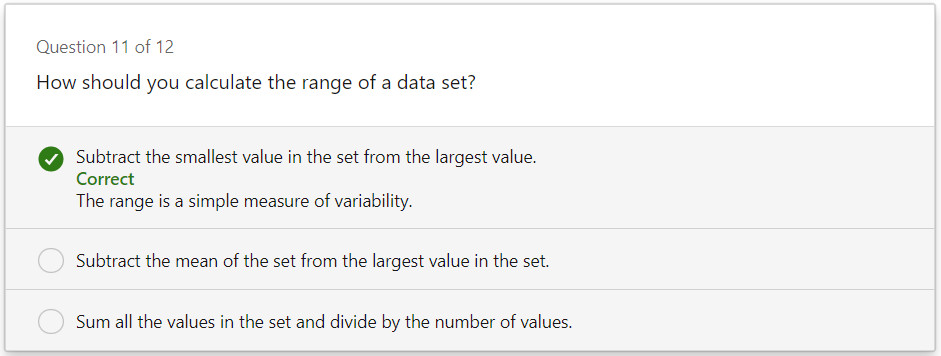 Question 11 of 12
How should you calculate the range of a data set?
Subtract the smallest value in the set from the largest value.
Correct
The range is a simple measure of variability.
Subtract the mean of the set from the largest value in the set.
Sum all the values in the set and divide by the number of values.